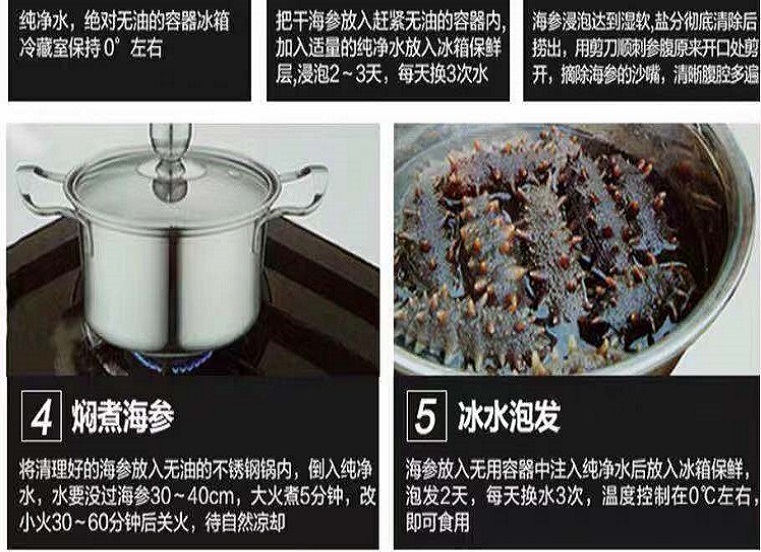 纯净水，绝对无油的容器冰箱
冷藏室保持0°左右
把干海参放入赶紧无油的容器内,
加入适量的纯净水放入冰箱保鲜
层,浸泡2～3天，每天换3次水
海参浸泡达到湿软,盐分彻底清除后
捞出，用剪刀顺刺参腹原来开口处剪
开，摘除海参的沙嘴，清晰腹腔多遍
4 焖煮海参
将清理好的海参放入无油的不锈钢锅内，倒入纯净
水，水要没过海参30～40cm，大火煮5分钟，改
小火30～60分钟后关火，待自然凉却
5 冰水泡发
海参放入无用容器中注入纯净水后放入冰箱保鲜，
泡发2天，每天换水3次，温度控制在0℃左右，
即可食用